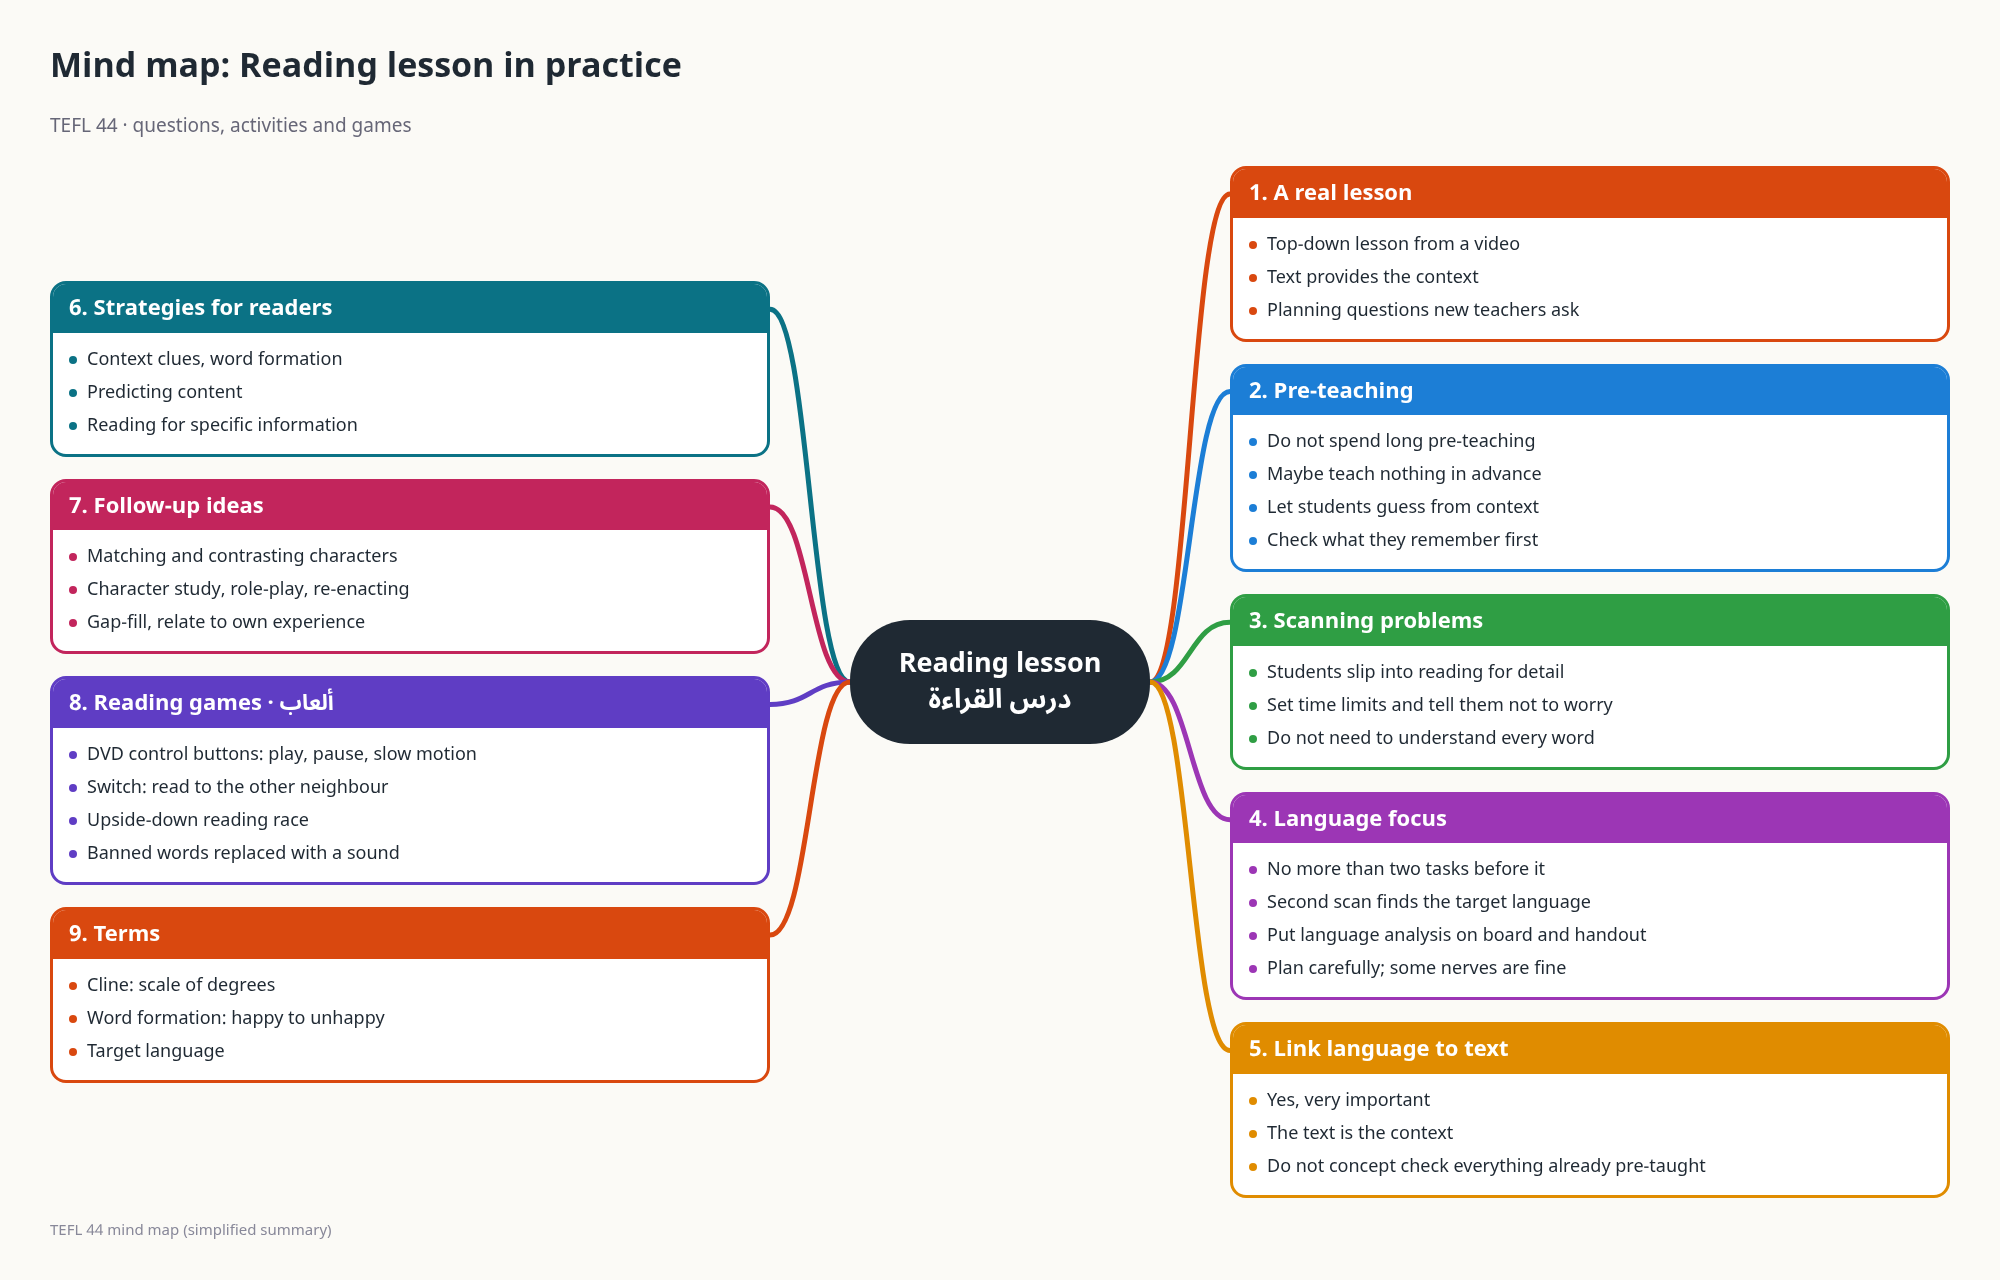 Mind map: Reading lesson in practice
TEFL 44 · questions, activities and games
Reading lesson
درس القراءة
1. A real lesson
Top-down lesson from a video
Text provides the context
Planning questions new teachers ask
2. Pre-teaching
Do not spend long pre-teaching
Maybe teach nothing in advance
Let students guess from context
Check what they remember first
3. Scanning problems
Students slip into reading for detail
Set time limits and tell them not to worry
Do not need to understand every word
4. Language focus
No more than two tasks before it
Second scan finds the target language
Put language analysis on board and handout
Plan carefully; some nerves are fine
5. Link language to text
Yes, very important
The text is the context
Do not concept check everything already pre-taught
6. Strategies for readers
Context clues, word formation
Predicting content
Reading for specific information
7. Follow-up ideas
Matching and contrasting characters
Character study, role-play, re-enacting
Gap-fill, relate to own experience
8. Reading games · ألعاب
DVD control buttons: play, pause, slow motion
Switch: read to the other neighbour
Upside-down reading race
Banned words replaced with a sound
9. Terms
Cline: scale of degrees
Word formation: happy to unhappy
Target language
TEFL 44 mind map (simplified summary)